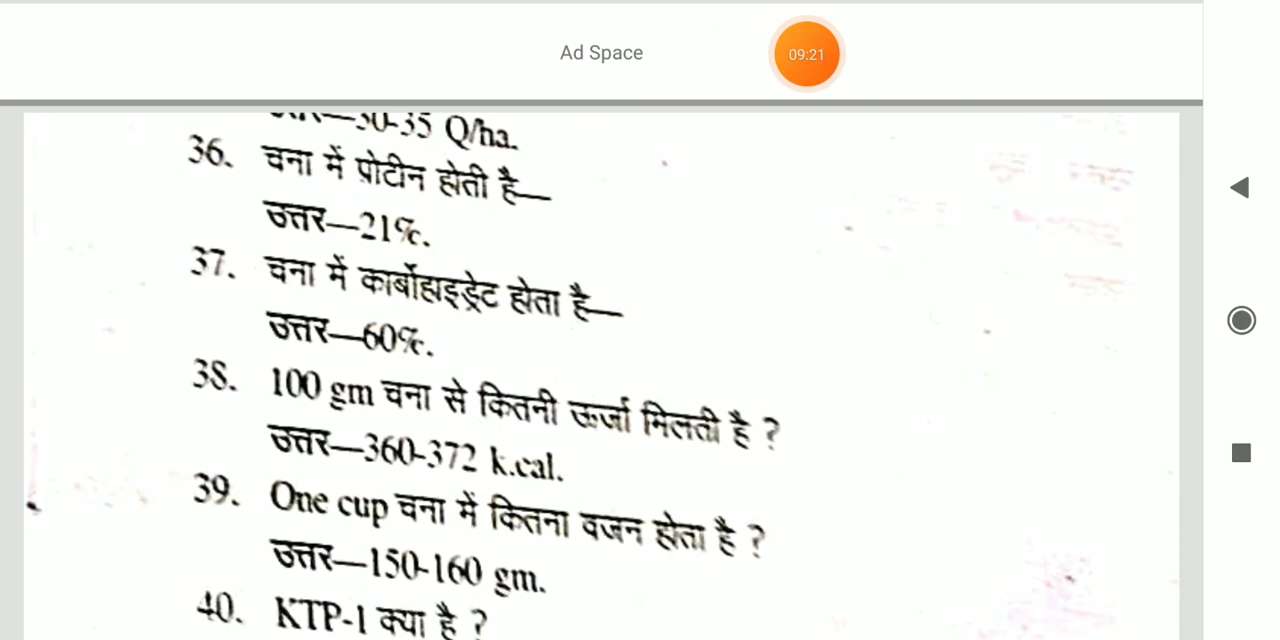 Ad Space
09:21
उत्तर—30-35 Q/ha.
36. चना में प्रोटीन होती है—
उत्तर—21%.
37. चना में कार्बोहाइड्रेट होता है—
उत्तर—60%.
38. 100 gm चना से कितनी ऊर्जा मिलती है ?
उत्तर—360-372 k.cal.
39. One cup चना में कितना वजन होता है ?
उत्तर—150-160 gm.
40. KTP-1 क्या है ?